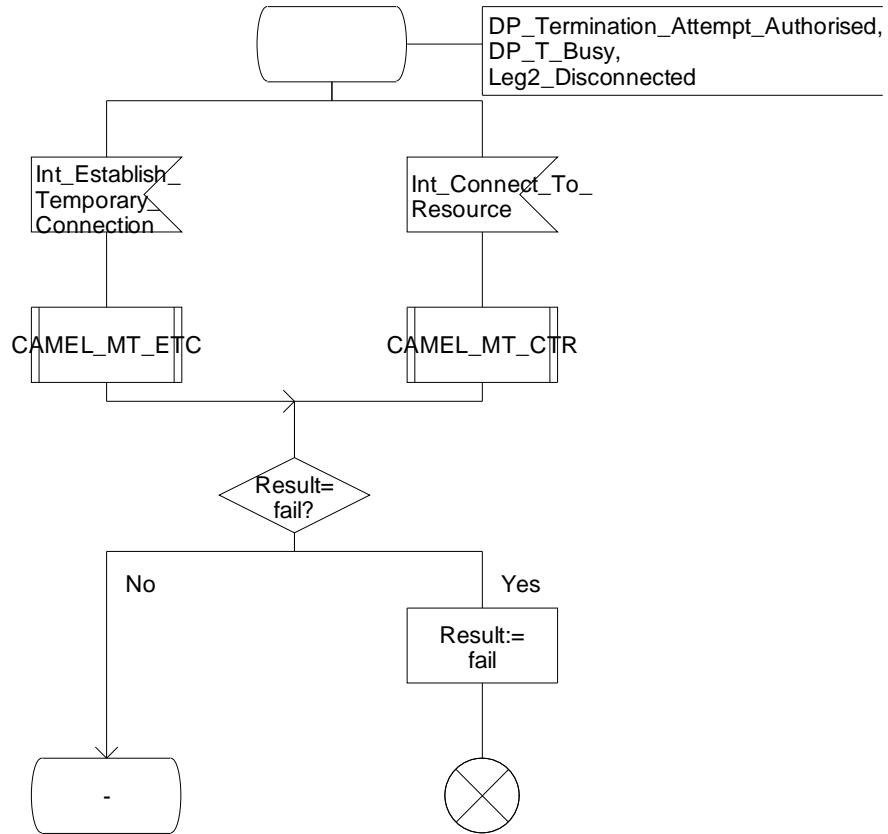 DP_Termination_Attempt_Authorised,
DP_T_Busy,
Leg2_Disconnected
Int_Establish_
Temporary_
Connection
Int_Connect_To_
Resource
CAMEL_MT_ETC
CAMEL_MT_CTR
Result=
fail?
No
Yes
Result:=
fail
-